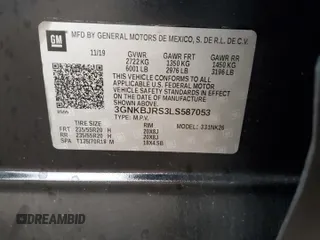 GM
MFD BY GENERAL MOTORS DE MEXICO, S. DE R.L. DE C.V.
11/19 GVWR GAWR FRT GAWR RR
2722 KG 1350 KG 1450 KG
6001 LB 2976 LB 3196 LB
THIS VEHICLE CONFORMS TO ALL APPLICABLE
U.S. FEDERAL MOTOR VEHICLE SAFETY STANDARDS
IN EFFECT ON THE DATE OF MANUFACTURE
SHOWN ABOVE.
3GNKBJRS3LS587053
TYPE: M.P.V. MODEL:
TIRE SIZE RIM
FRT 235/55R20 H 20X8J
RR 235/55R20 H 20X8J
SPA T135/70R18 M 18X4.5B
DREAMBID